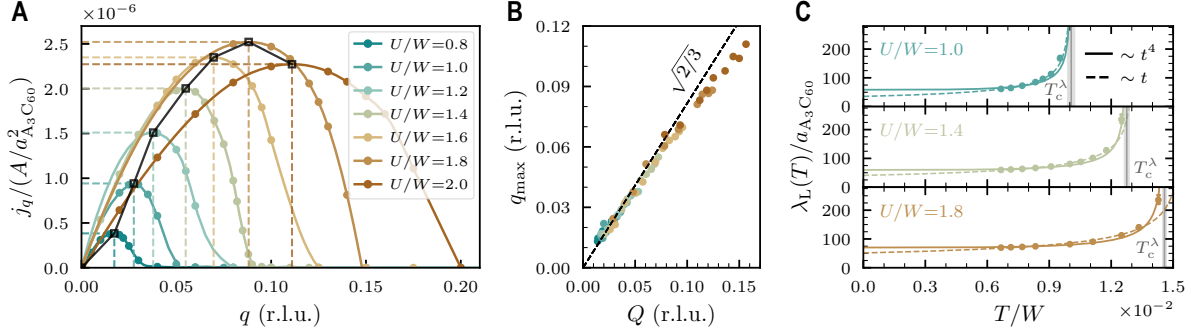 A
×10⁻⁶
j_q/(A/a²_{A₃C₆₀})
2.5
2.0
1.5
1.0
0.5
0.0
U/W=0.8
U/W=1.0
U/W=1.2
U/W=1.4
U/W=1.6
U/W=1.8
U/W=2.0
0.00 0.05 0.10 0.15 0.20
q (r.l.u.)
B
q_max (r.l.u.)
0.12
0.09
0.06
0.03
0.00
√2/3
0.00 0.05 0.10 0.15
Q (r.l.u.)
C
λ_L(T)/a_{A₃C₆₀}
U/W=1.0
∼ t⁴
∼ t
T_c^λ
200
100
0
U/W=1.4
T_c^λ
200
100
0
U/W=1.8
T_c^λ
200
100
0
0.0 0.3 0.6 0.9 1.2 1.5
T/W
×10⁻²